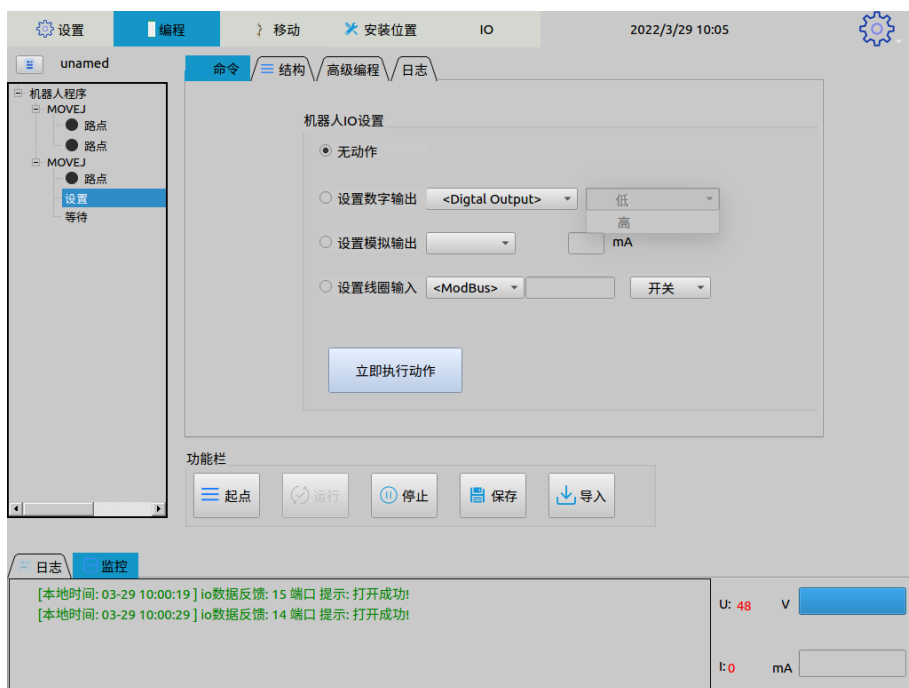 设置 编程 移动 安装位置 IO 2022/3/29 10:05
unamed
命令 结构 高级编程 日志
机器人程序
MOVEJ
路点
路点
MOVEJ
路点
设置
等待
机器人IO设置
无动作
设置数字输出 <Digtal Output> 低
高
设置模拟输出 mA
设置线圈输入 <ModBus> 开关
立即执行动作
功能栏
起点 运行 停止 保存 导入
日志 监控
[本地时间: 03-29 10:00:19 ] io数据反馈: 15 端口 提示: 打开成功!
[本地时间: 03-29 10:00:29 ] io数据反馈: 14 端口 提示: 打开成功!
U: 48 V
I: 0 mA